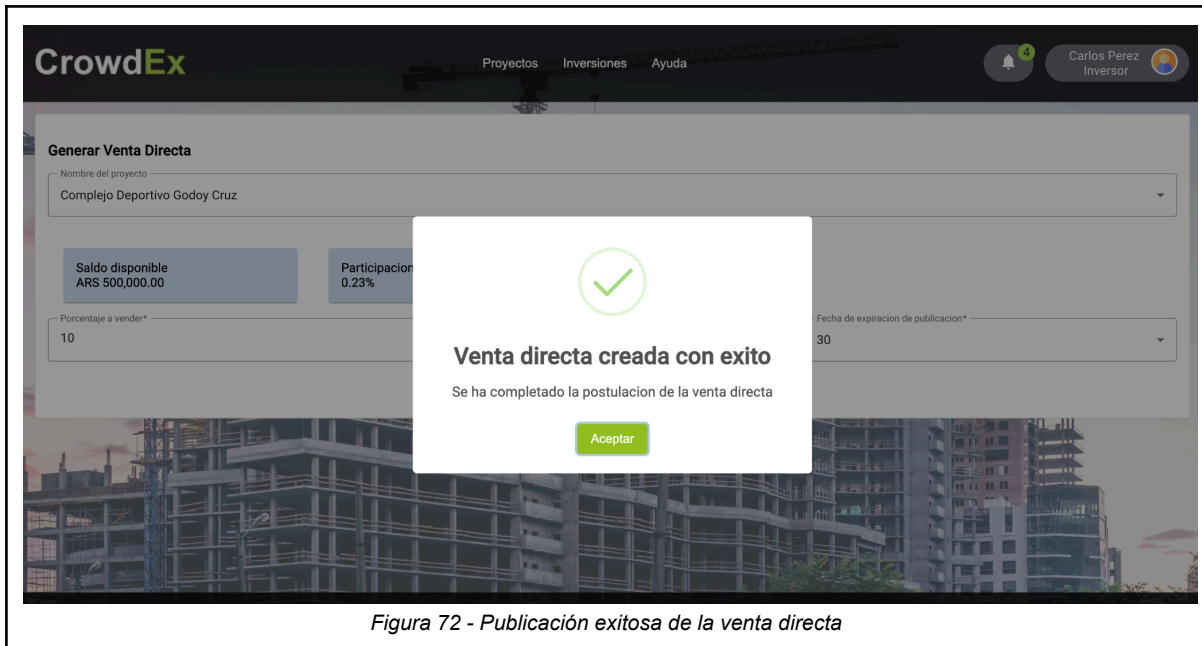 CrowdEx
Proyectos Inversiones Ayuda
4
Carlos Perez
Inversor
Generar Venta Directa
Nombre del proyecto
Complejo Deportivo Godoy Cruz
Saldo disponible
ARS 500,000.00
Participacion
0.23%
Porcentaje a vender*
10
Fecha de expiracion de publicacion*
30
Venta directa creada con exito
Se ha completado la postulacion de la venta directa
Aceptar
Figura 72 - Publicación exitosa de la venta directa